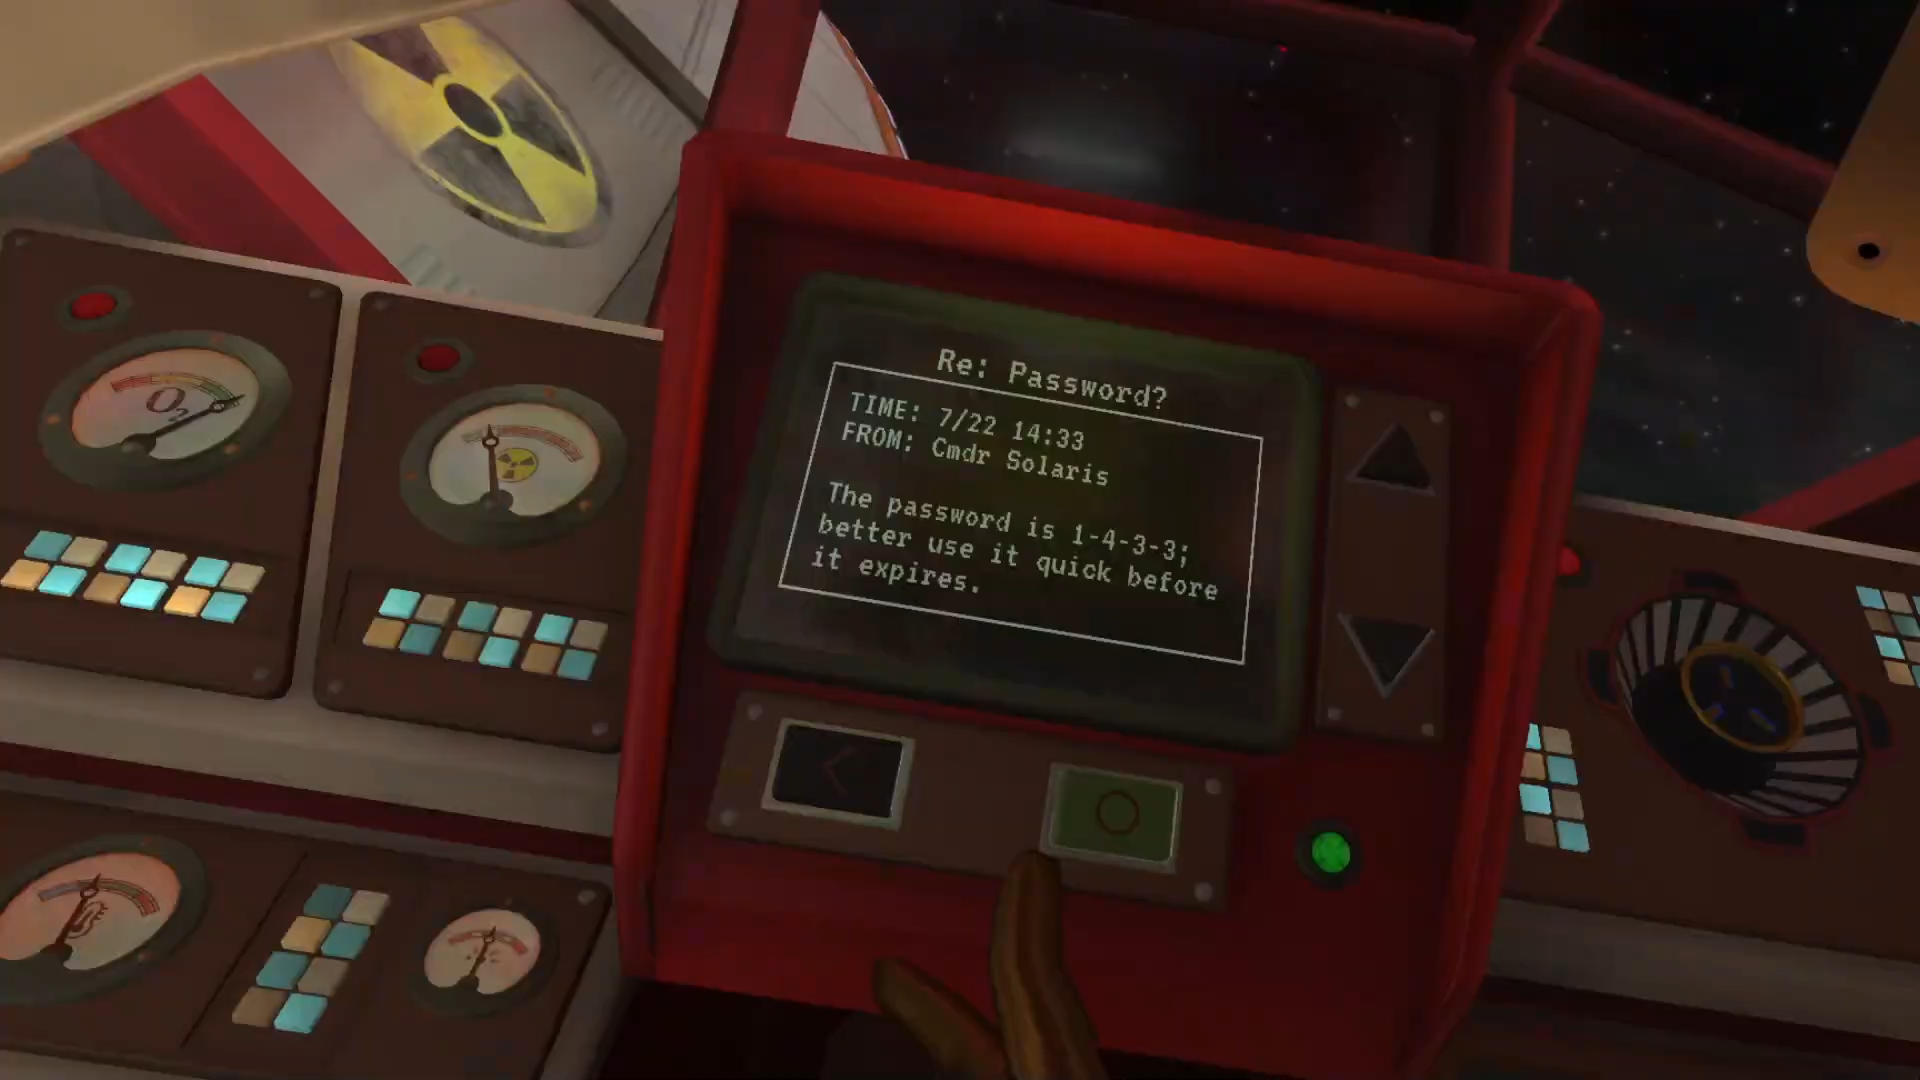 Re: Password?
TIME: 7/22 14:33
FROM: Cmdr Solaris
The password is 1-4-3-3;
better use it quick before
it expires.
O₂